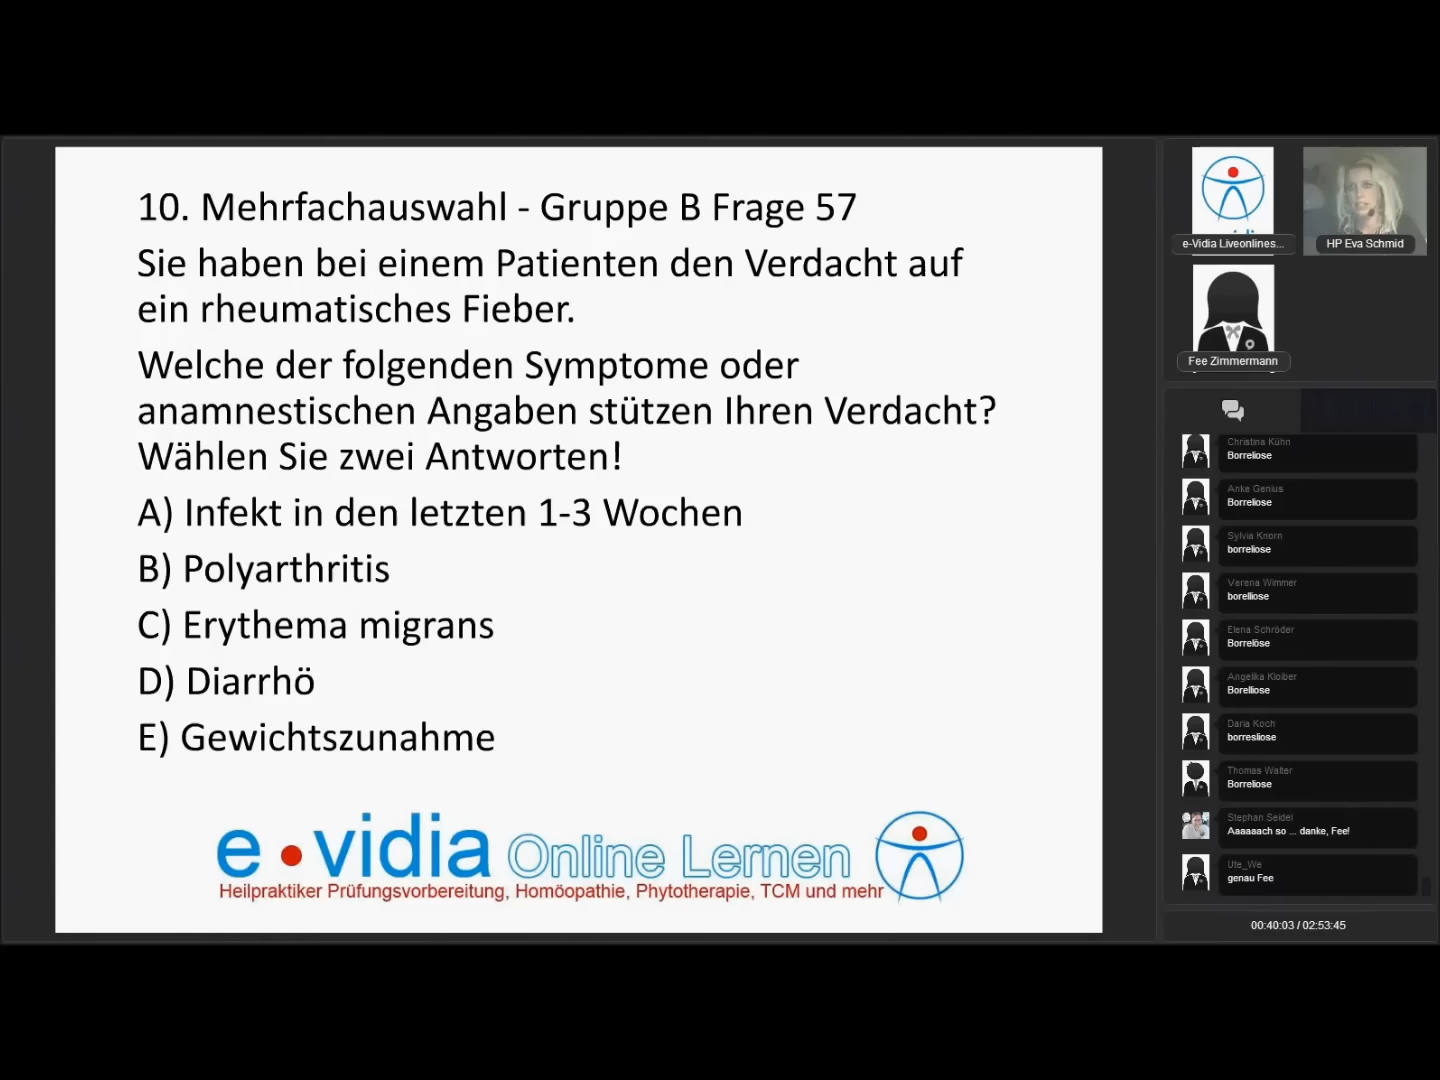 10. Mehrfachauswahl - Gruppe B Frage 57
Sie haben bei einem Patienten den Verdacht auf
ein rheumatisches Fieber.
Welche der folgenden Symptome oder
anamnestischen Angaben stützen Ihren Verdacht?
Wählen Sie zwei Antworten!
A) Infekt in den letzten 1-3 Wochen
B) Polyarthritis
C) Erythema migrans
D) Diarrhö
E) Gewichtszunahme
e.vidia Online Lernen
Heilpraktiker Prüfungsvorbereitung, Homöopathie, Phytotherapie, TCM und mehr
e-Vidia Liveonlines...
HP Eva Schmid
Fee Zimmermann
Christina Kühn
Borreliose
Anke Genius
Borreliose
Sylvia Knorn
borreliose
Verena Wimmer
borelliose
Elena Schröder
Borrelöse
Angelika Kloiber
Borelliose
Daria Koch
borresliose
Thomas Walter
Borreliose
Stephan Seidel
Aaaaaach so ... danke, Fee!
Ute_We
genau Fee
00:40:03 / 02:53:45